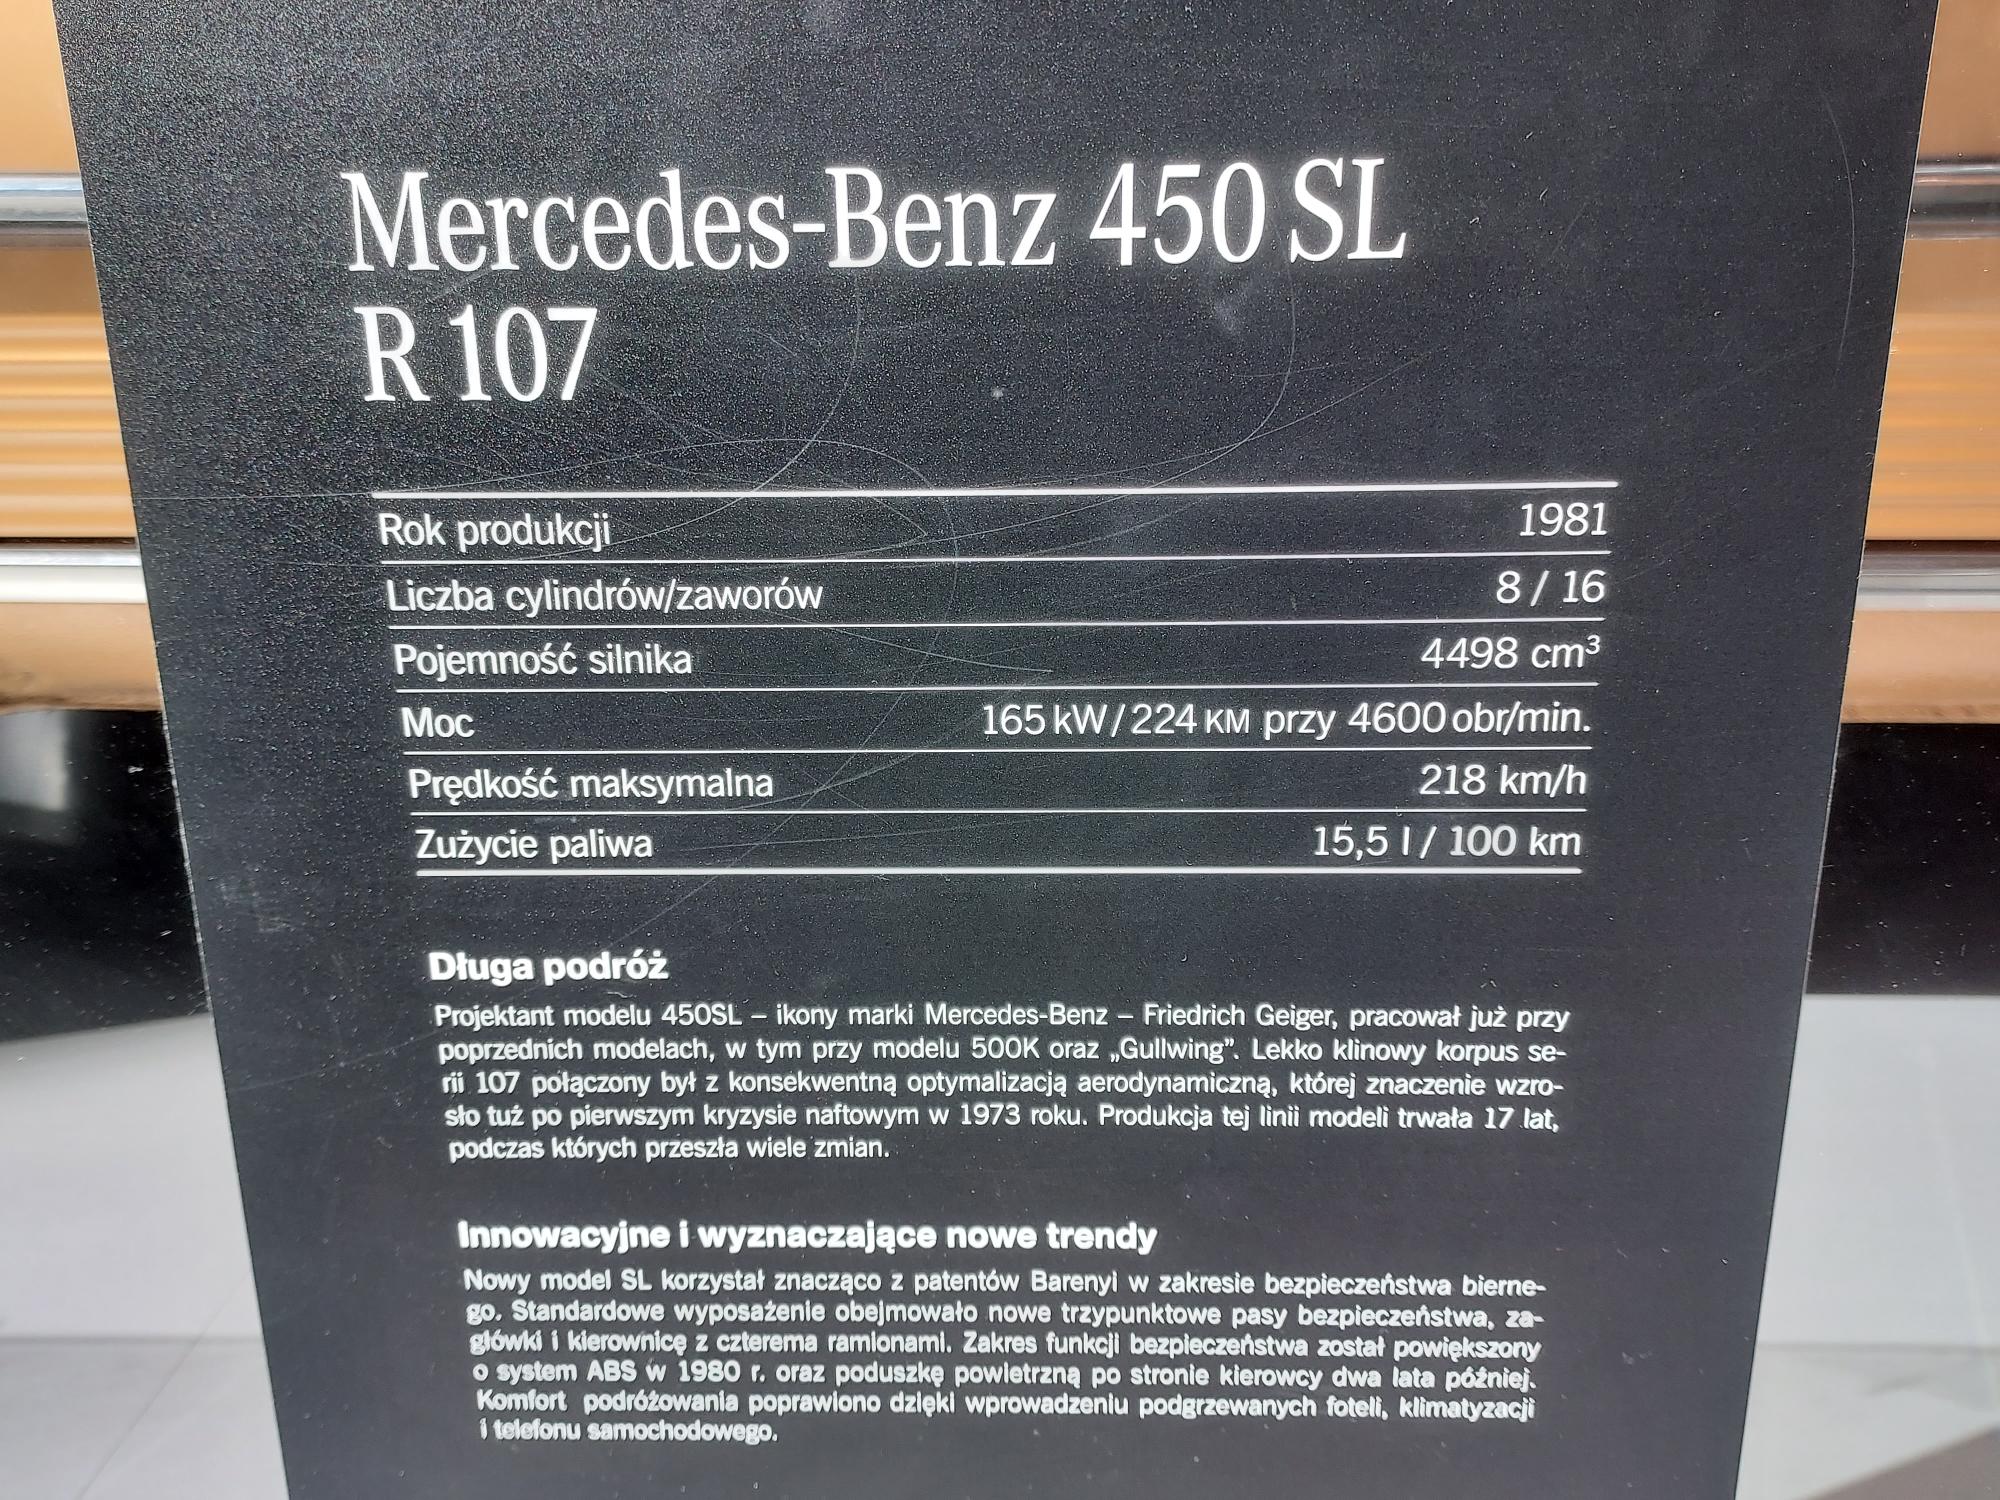 Mercedes-Benz 450 SL
R 107
Rok produkcji 1981
Liczba cylindrów/zaworów 8 / 16
Pojemność silnika 4498 cm³
Moc 165 kW / 224 KM przy 4600 obr/min.
Prędkość maksymalna 218 km/h
Zużycie paliwa 15,5 l / 100 km
Długa podróż
Projektant modelu 450SL – ikony marki Mercedes-Benz – Friedrich Geiger, pracował już przy
poprzednich modelach, w tym przy modelu 500K oraz „Gullwing”. Lekko klinowy korpus se-
rii 107 połączony był z konsekwentną optymalizacją aerodynamiczną, której znaczenie wzro-
sło tuż po pierwszym kryzysie naftowym w 1973 roku. Produkcja tej linii modeli trwała 17 lat,
podczas których przeszła wiele zmian.
Innowacyjne i wyznaczające nowe trendy
Nowy model SL korzystał znacząco z patentów Barenyi w zakresie bezpieczeństwa bierne-
go. Standardowe wyposażenie obejmowało nowe trzypunktowe pasy bezpieczeństwa, za-
główki i kierownicę z czterema ramionami. Zakres funkcji bezpieczeństwa został powiększony
o system ABS w 1980 r. oraz poduszkę powietrzną po stronie kierowcy dwa lata później.
Komfort podróżowania poprawiono dzięki wprowadzeniu podgrzewanych foteli, klimatyzacji
i telefonu samochodowego.